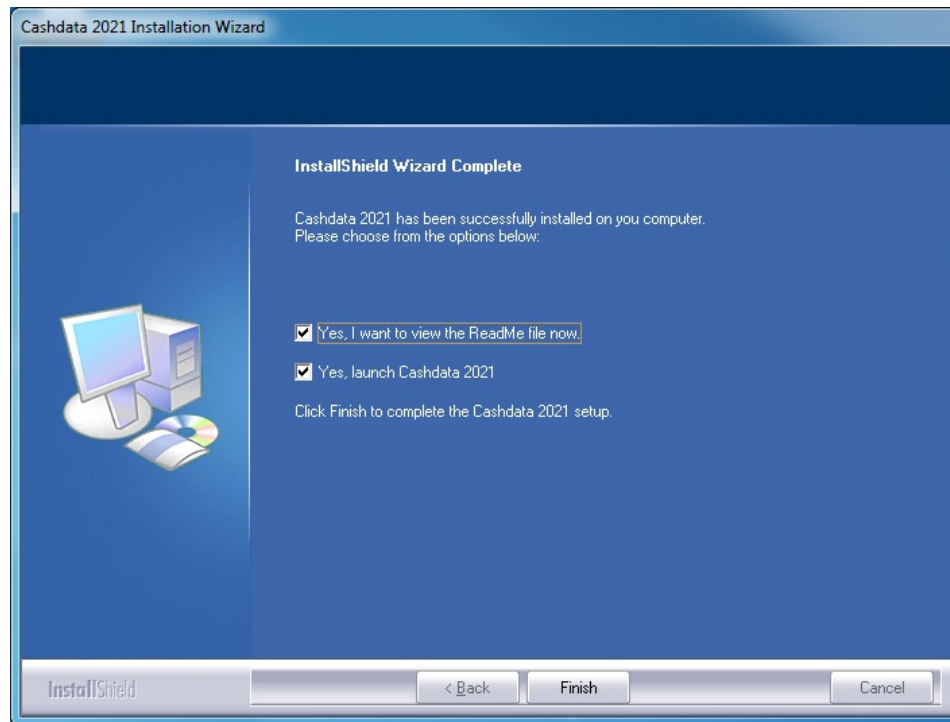 Cashdata 2021 Installation Wizard
InstallShield Wizard Complete
Cashdata 2021 has been successfully installed on you computer.
Please choose from the options below:
Yes, I want to view the ReadMe file now.
Yes, launch Cashdata 2021
Click Finish to complete the Cashdata 2021 setup.
InstallShield
< Back
Finish
Cancel